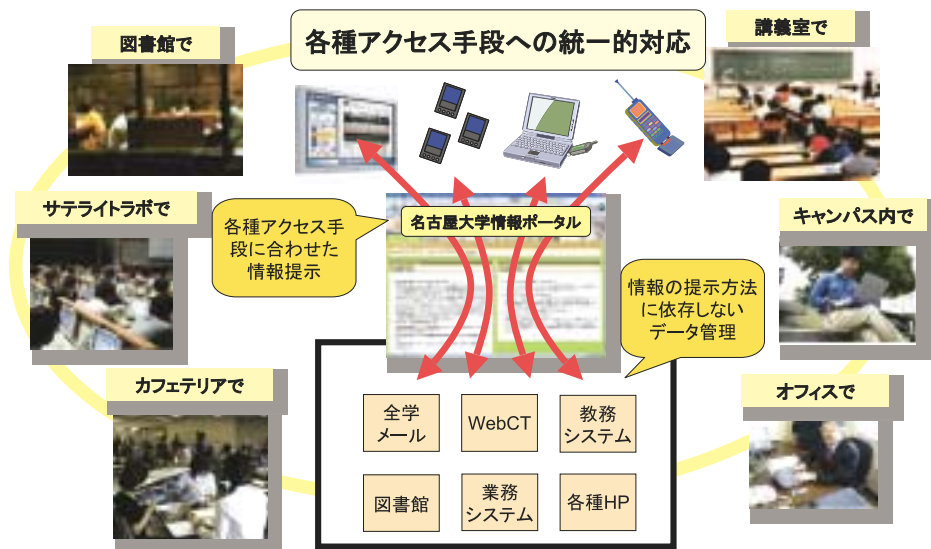 各種アクセス手段への統一的対応
図書館で
講義室で
サテライトラボで
キャンパス内で
カフェテリアで
オフィスで
名古屋大学情報ポータル
各種アクセス手
段に合わせた
情報提示
情報の提示方法
に依存しない
データ管理
全学
メール
WebCT
教務
システム
図書館
業務
システム
各種HP